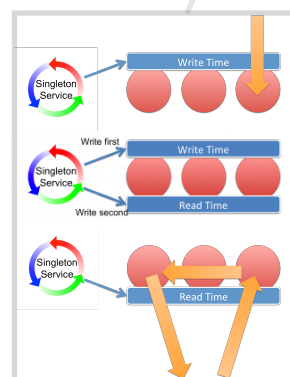 Singleton
Service
Write Time
Write first
Singleton
Service
Write Time
Write second
Read Time
Singleton
Service
Read Time